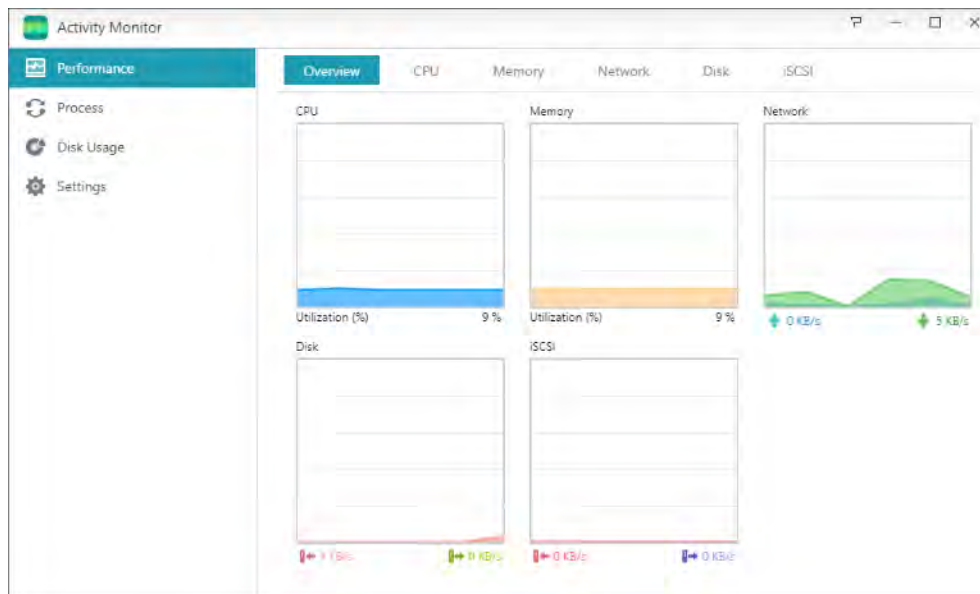 Activity Monitor
Performance
Process
Disk Usage
Settings
Overview CPU Memory Network Disk iSCSI
CPU Memory Network
Utilization (%) 9 % Utilization (%) 9 % 0 KB/s 5 KB/s
Disk iSCSI
0 KB/s 0 KB/s 0 KB/s